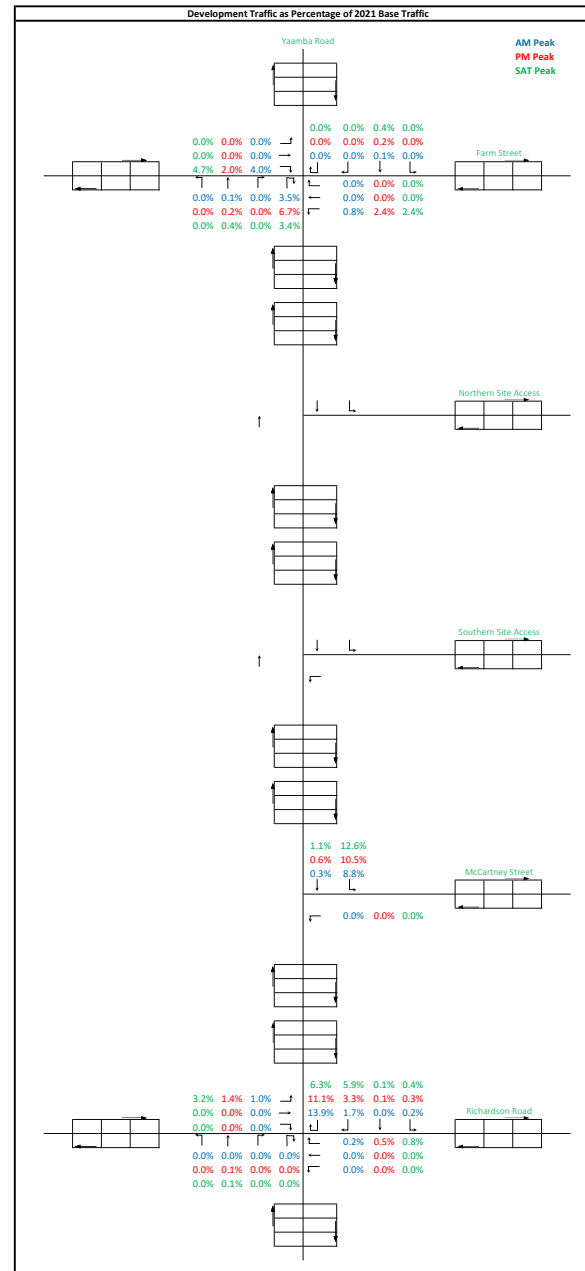 Development Traffic as Percentage of 2021 Base Traffic
Yaamba Road
AM Peak
PM Peak
SAT Peak
0.0% 0.0% 0.0% 0.0% 0.0% 0.4% 0.0%
0.0% 0.0% 0.0% 0.0% 0.0% 0.2% 0.0%
4.7% 2.0% 4.0% 0.0% 0.0% 0.1% 0.0%
Farm Street
0.0% 0.1% 0.0% 3.5% 0.0% 0.0% 0.0%
0.0% 0.2% 0.0% 6.7% 0.0% 0.0% 0.0%
0.0% 0.4% 0.0% 3.4% 0.8% 2.4% 2.4%
Northern Site Access
Southern Site Access
1.1% 12.6%
0.6% 10.5%
0.3% 8.8%
McCartney Street
0.0% 0.0% 0.0%
3.2% 1.4% 1.0% 6.3% 5.9% 0.1% 0.4%
0.0% 0.0% 0.0% 11.1% 3.3% 0.1% 0.3%
0.0% 0.0% 0.0% 13.9% 1.7% 0.0% 0.2%
Richardson Road
0.0% 0.0% 0.0% 0.0% 0.2% 0.5% 0.8%
0.0% 0.1% 0.0% 0.0% 0.0% 0.0% 0.0%
0.0% 0.1% 0.0% 0.0% 0.0% 0.0% 0.0%